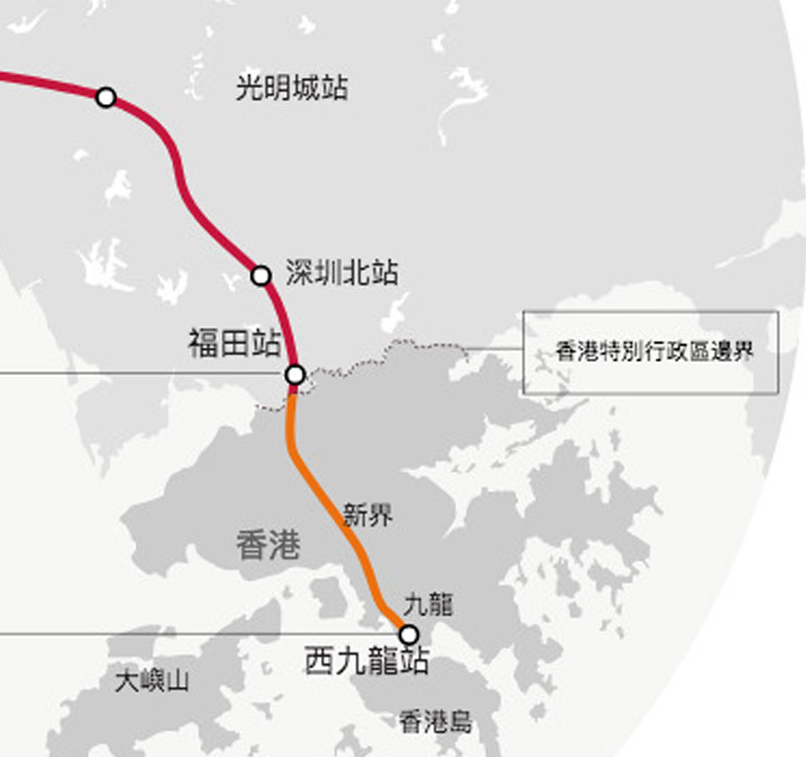 光明城站
深圳北站
福田站
香港特別行政區邊界
新界
香港
九龍
西九龍站
大嶼山
香港島